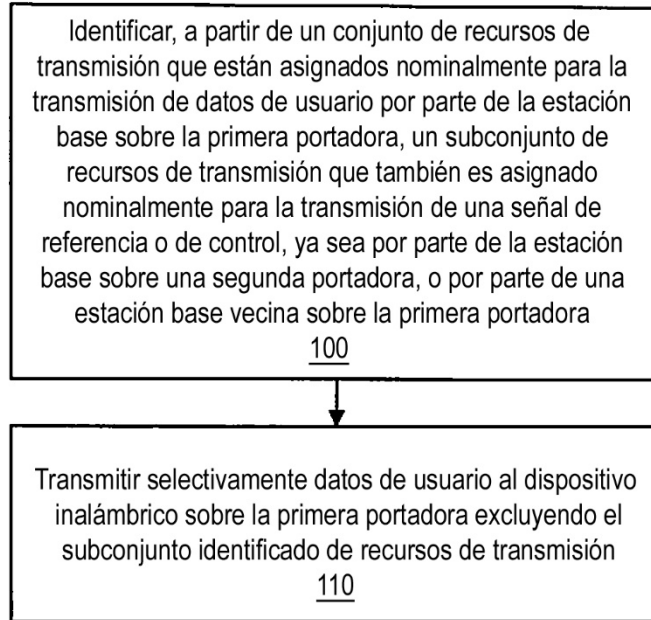 Identificar, a partir de un conjunto de recursos de
transmisión que están asignados nominalmente para la
transmisión de datos de usuario por parte de la estación
base sobre la primera portadora, un subconjunto de
recursos de transmisión que también es asignado
nominalmente para la transmisión de una señal de
referencia o de control, ya sea por parte de la estación
base sobre una segunda portadora, o por parte de una
estación base vecina sobre la primera portadora
100
Transmitir selectivamente datos de usuario al dispositivo
inalámbrico sobre la primera portadora excluyendo el
subconjunto identificado de recursos de transmisión
110